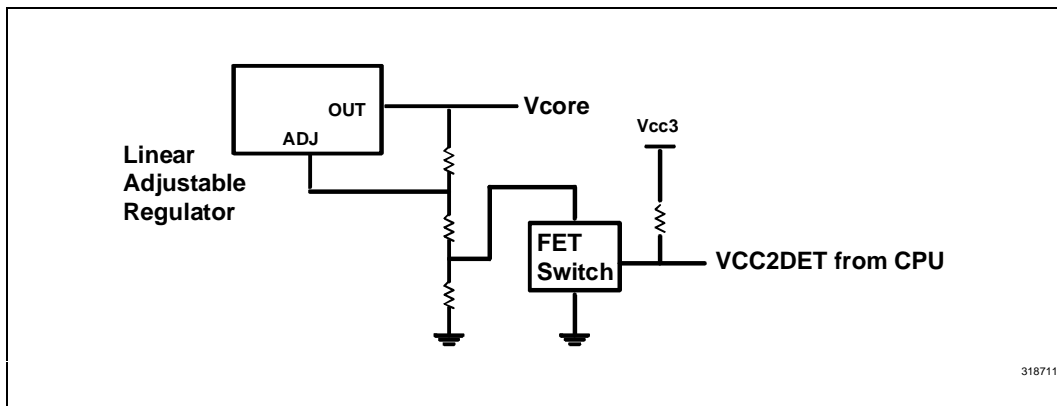 OUT
Vcore
ADJ
Vcc3
Linear
Adjustable
Regulator
FET
Switch
VCC2DET from CPU
318711